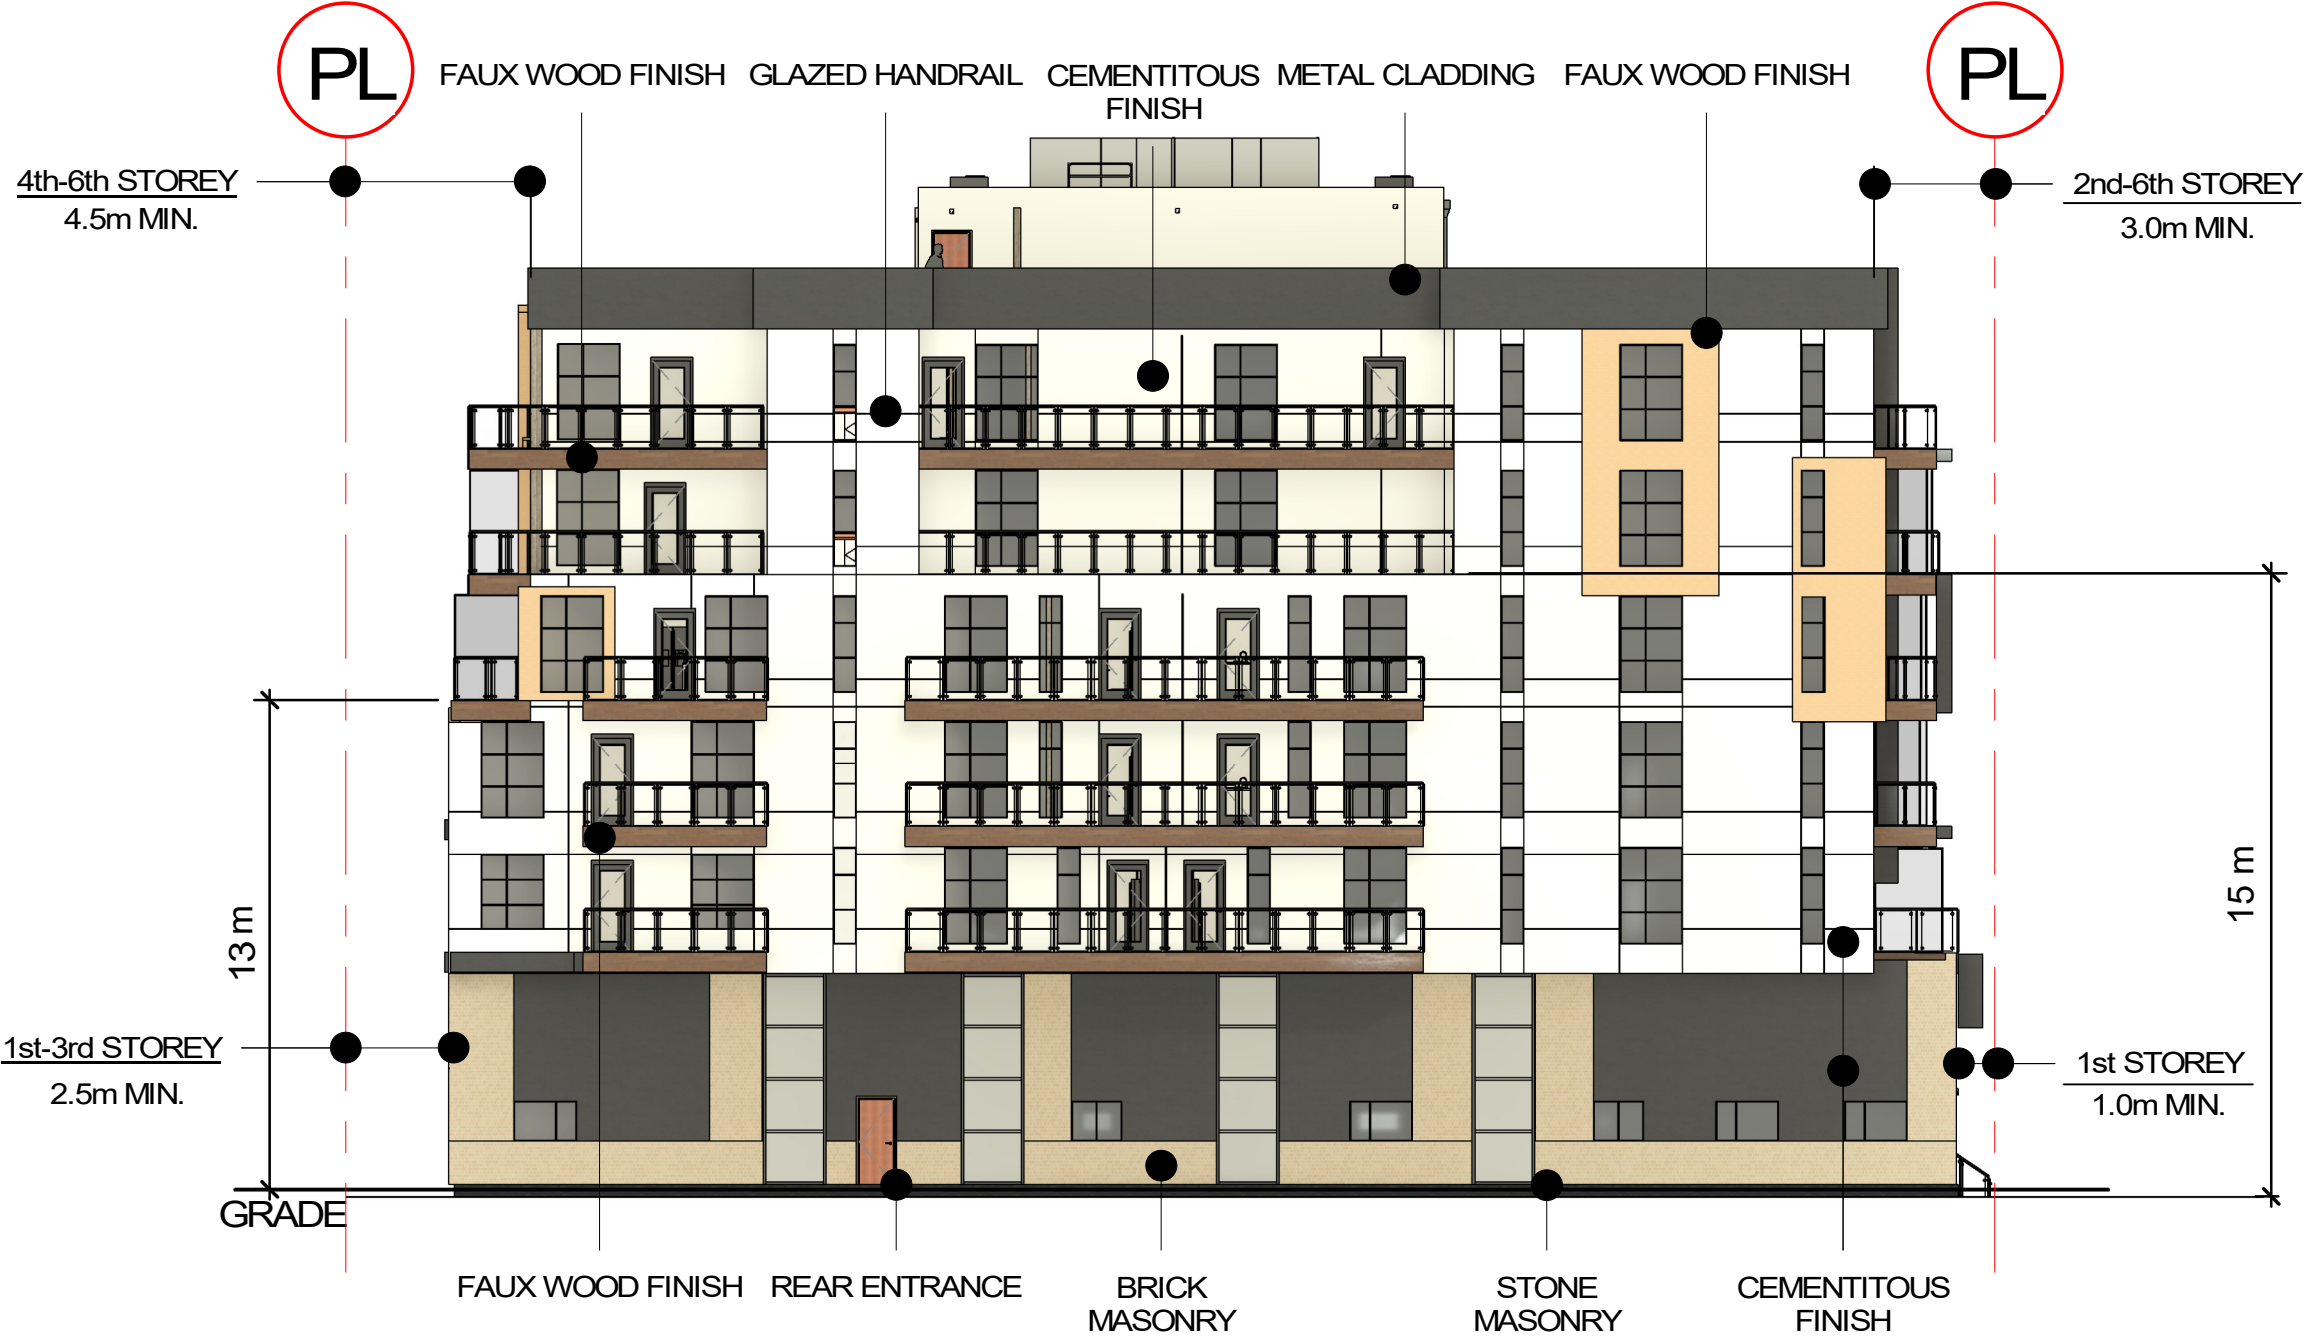 PL
PL
FAUX WOOD FINISH
GLAZED HANDRAIL
CEMENTITOUS
FINISH
METAL CLADDING
FAUX WOOD FINISH
4th-6th STOREY
4.5m MIN.
2nd-6th STOREY
3.0m MIN.
13 m
15 m
1st-3rd STOREY
2.5m MIN.
1st STOREY
1.0m MIN.
GRADE
FAUX WOOD FINISH
REAR ENTRANCE
BRICK
MASONRY
STONE
MASONRY
CEMENTITOUS
FINISH